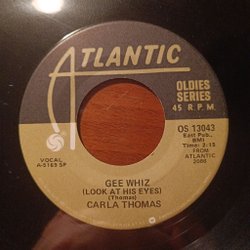 ATLANTIC
OLDIES
SERIES
45 R.P.M.
OS 13043
East Pub.,
BMI
Time: 2:15
FROM
ATLANTIC
2086
VOCAL
A-5165 SP
GEE WHIZ
(LOOK AT HIS EYES)
(Thomas)
CARLA THOMAS